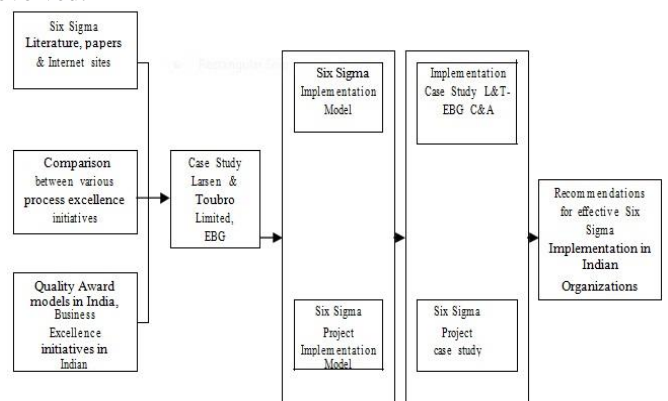 Six Sigma
Literature, papers
& Internet sites
Comparison
between various
process excellence
initiatives
Quality Award
models in India,
Business
Excellence
initiatives in
Indian
Case Study
Larsen &
Toubro
Limited,
EBG
Six Sigma
Implementation
Model
Six Sigma
Project
Implementation
Model
Implementation
Case Study L&T-
EBG C&A
Six Sigma
Project
case study
Recommendations
for effective Six
Sigma
Implementation in
Indian
Organizations